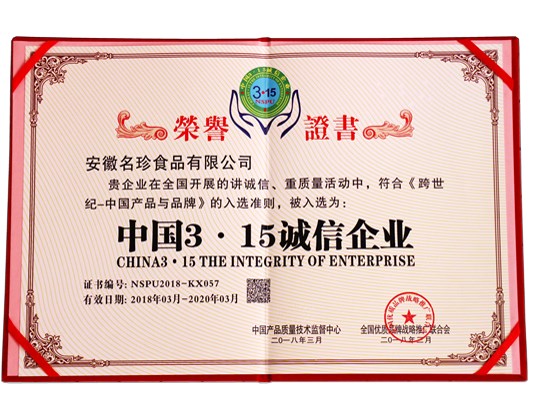 3·15
榮譽 證書
安徽名珍食品有限公司
贵企业在全国开展的讲诚信、重质量活动中，符合《跨世
纪-中国产品与品牌》的入选准则，被入选为：
中国3·15诚信企业
CHINA3·15 THE INTEGRITY OF ENTERPRISE
证书编号: NSPU2018-KX057
有效日期: 2018年03月-2020年03月
中国产品质量技术监督中心
二〇一八年三月
全国优质品牌战略推广联合会
二〇一八年三月